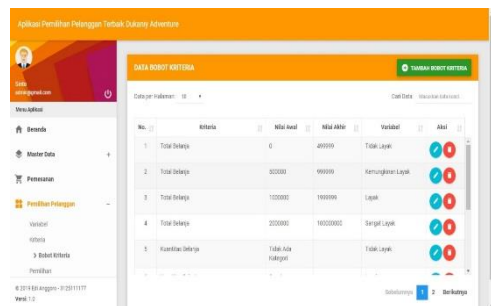 Aplikasi Pemilihan Pelanggan Terbaik Dukaniy Adventure
DATA BOBOT KRITERIA
TAMBAH BOBOT KRITERIA
Data per Halaman: 10
Cari Data
Menu Aplikasi
Beranda
Master Data +
Pemesanan
Pemilihan Pelanggan -
Variabel
Kriteria
> Bobot Kriteria
Pemilihan
No. Kriteria Nilai Awal Nilai Akhir Variabel Aksi
1 Total Belanja 0 499999 Tidak Layak
2 Total Belanja 500000 999999 Kemungkinan Layak
3 Total Belanja 1000000 1999999 Layak
4 Total Belanja 2000000 100000000 Sangat Layak
5 Kuantitas Belanja Tidak Ada Kategori Tidak Layak
Sebelumnya 1 2 Berikutnya
Versi 1.0